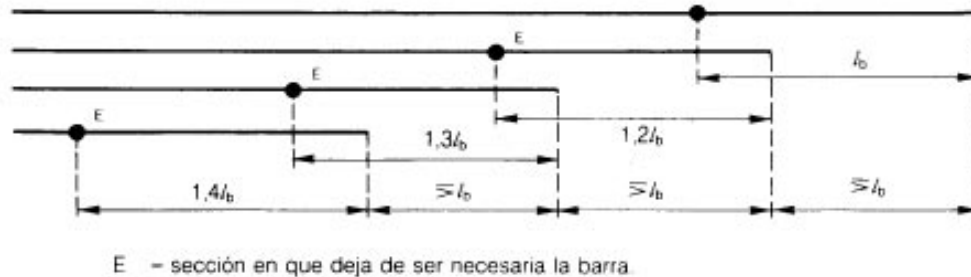 E
E
l_b
E
1,3l_b
1,2l_b
1,4l_b
⋝ l_b
⋝ l_b
⋝ l_b
E – sección en que deja de ser necesaria la barra.